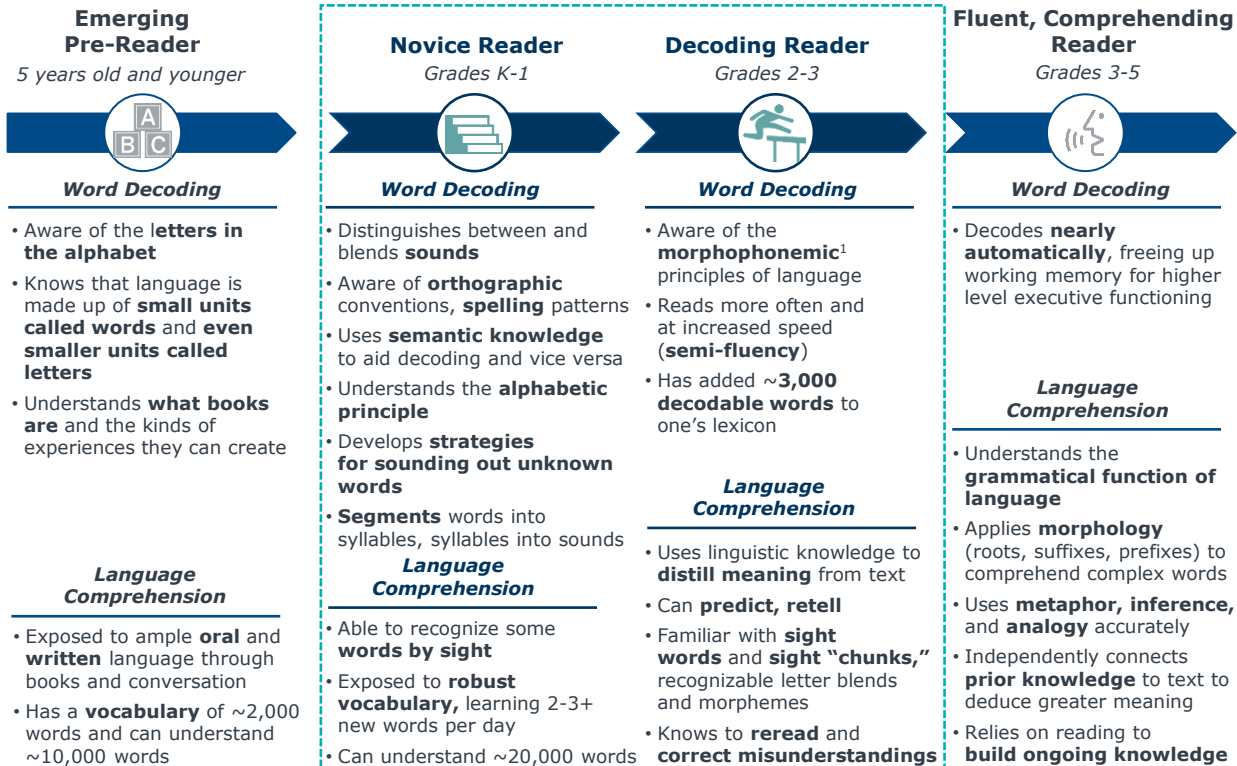 Emerging
Pre-Reader
5 years old and younger
A
B C
Word Decoding
• Aware of the letters in
the alphabet
• Knows that language is
made up of small units
called words and even
smaller units called
letters
• Understands what books
are and the kinds of
experiences they can create
Language
Comprehension
• Exposed to ample oral and
written language through
books and conversation
• Has a vocabulary of ~2,000
words and can understand
~10,000 words
Novice Reader
Grades K-1
Word Decoding
• Distinguishes between and
blends sounds
• Aware of orthographic
conventions, spelling patterns
• Uses semantic knowledge
to aid decoding and vice versa
• Understands the alphabetic
principle
• Develops strategies
for sounding out unknown
words
• Segments words into
syllables, syllables into sounds
Language
Comprehension
• Able to recognize some
words by sight
• Exposed to robust
vocabulary, learning 2-3+
new words per day
• Can understand ~20,000 words
Decoding Reader
Grades 2-3
Word Decoding
• Aware of the
morphophonemic¹
principles of language
• Reads more often and
at increased speed
(semi-fluency)
• Has added ~3,000
decodable words to
one’s lexicon
Language
Comprehension
• Uses linguistic knowledge to
distill meaning from text
• Can predict, retell
• Familiar with sight
words and sight “chunks,”
recognizable letter blends
and morphemes
• Knows to reread and
correct misunderstandings
Fluent, Comprehending
Reader
Grades 3-5
Word Decoding
• Decodes nearly
automatically, freeing up
working memory for higher
level executive functioning
Language
Comprehension
• Understands the
grammatical function of
language
• Applies morphology
(roots, suffixes, prefixes) to
comprehend complex words
• Uses metaphor, inference,
and analogy accurately
• Independently connects
prior knowledge to text to
deduce greater meaning
• Relies on reading to
build ongoing knowledge